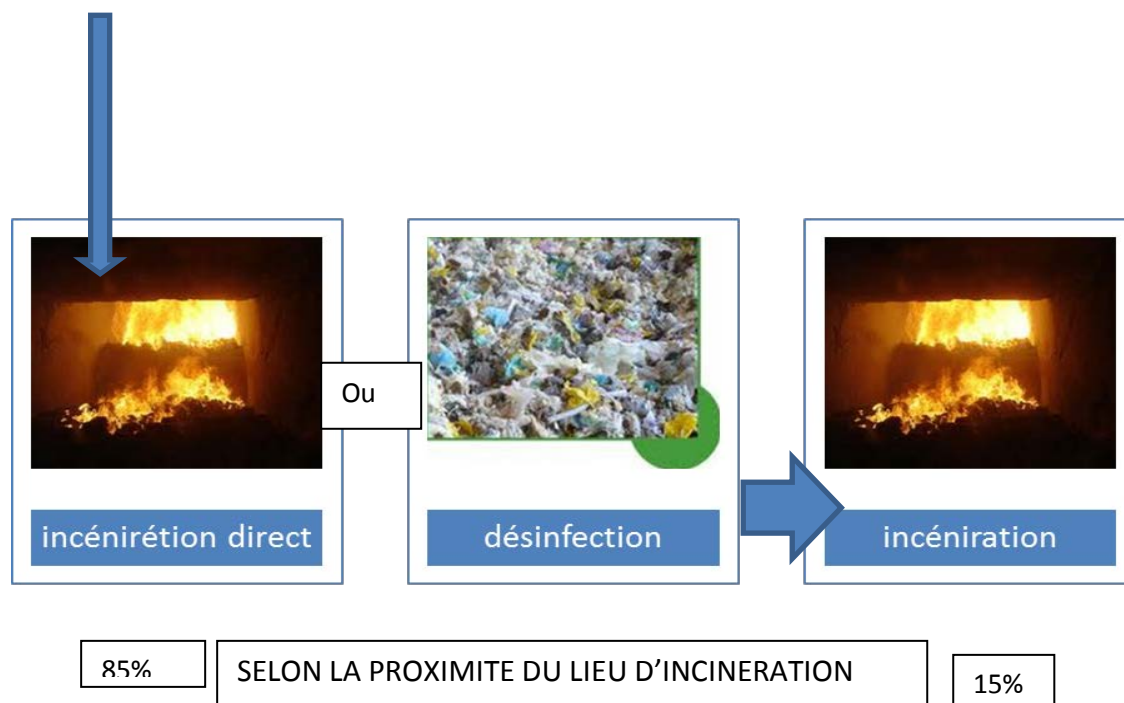 Ou
incénirétion direct
désinfection
incéniration
85%
SELON LA PROXIMITE DU LIEU D’INCINERATION
15%